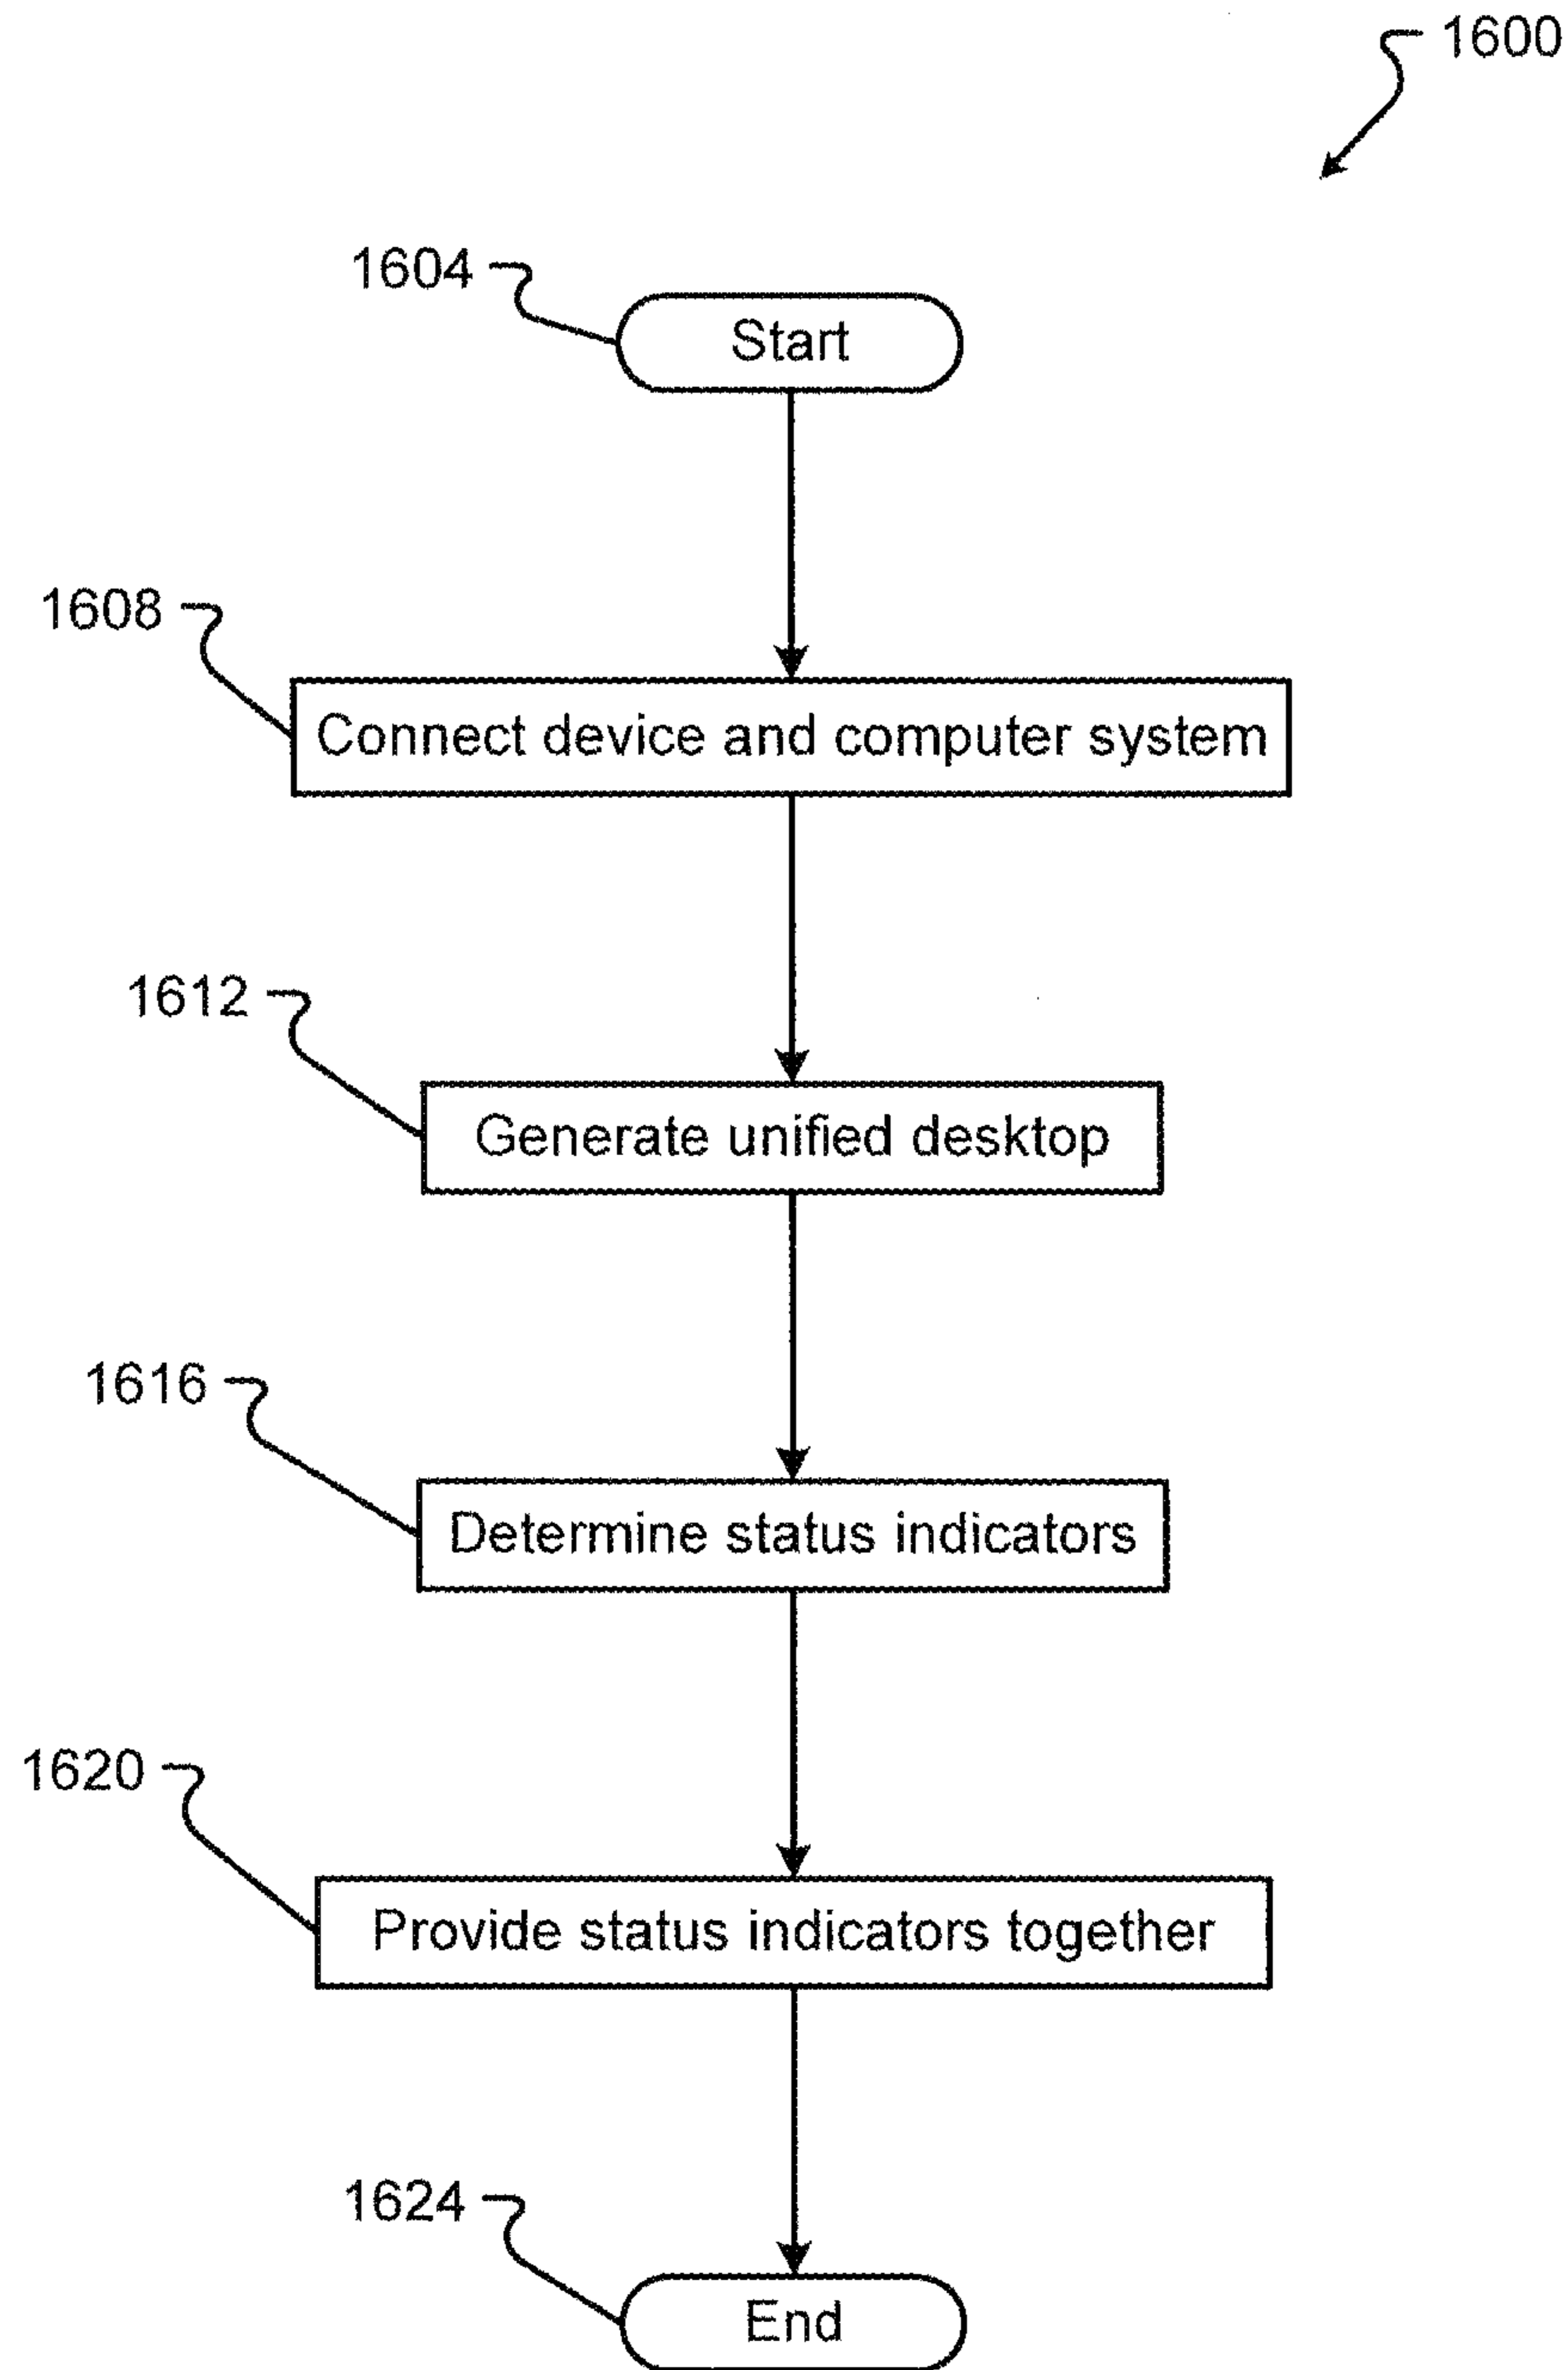 1600
1604
Start
1608
Connect device and computer system
1612
Generate unified desktop
1616
Determine status indicators
1620
Provide status indicators together
1624
End